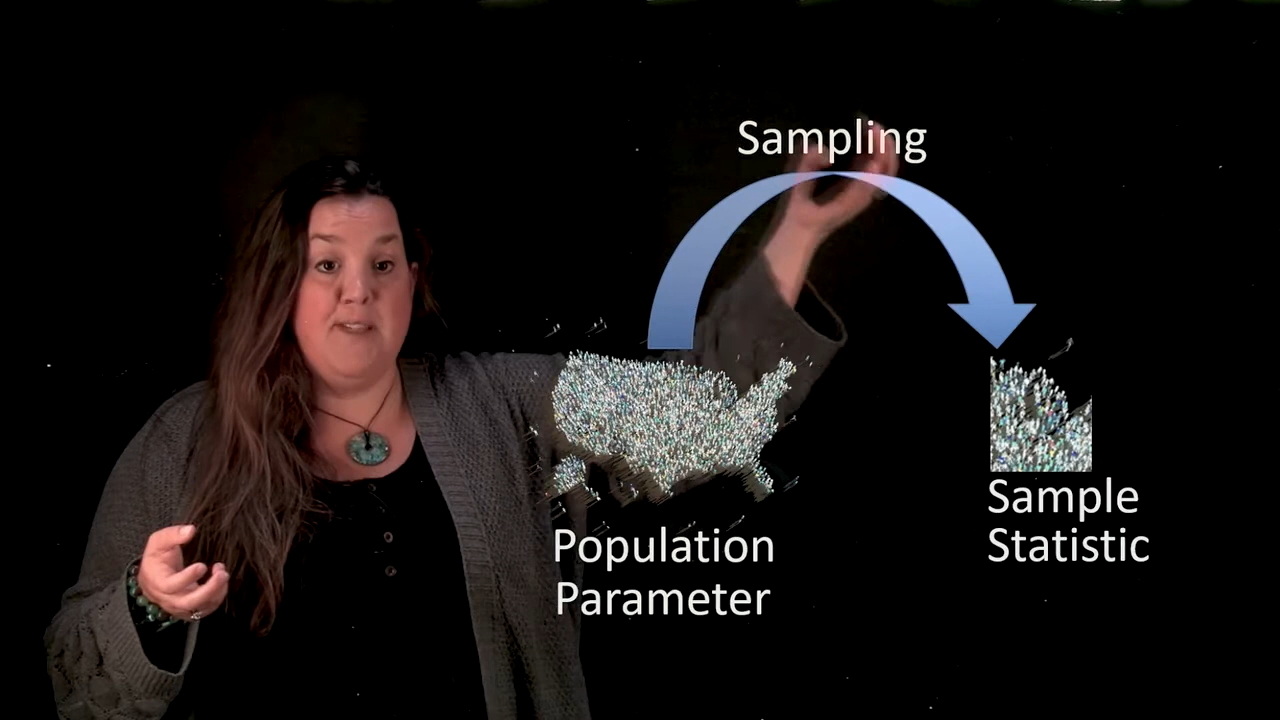 Sampling
Population
Parameter
Sample
Statistic